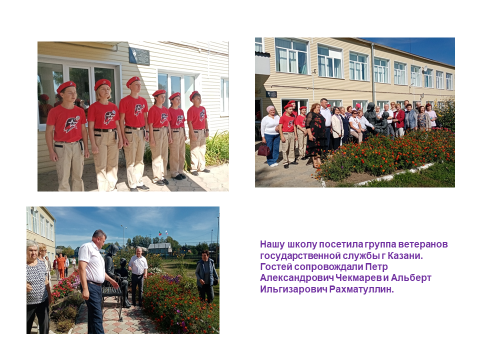 Нашу школу посетила группа ветеранов
государственной службы г Казани.
Гостей сопровождали Петр
Александрович Чекмарев и Альберт
Ильгизарович Рахматуллин.